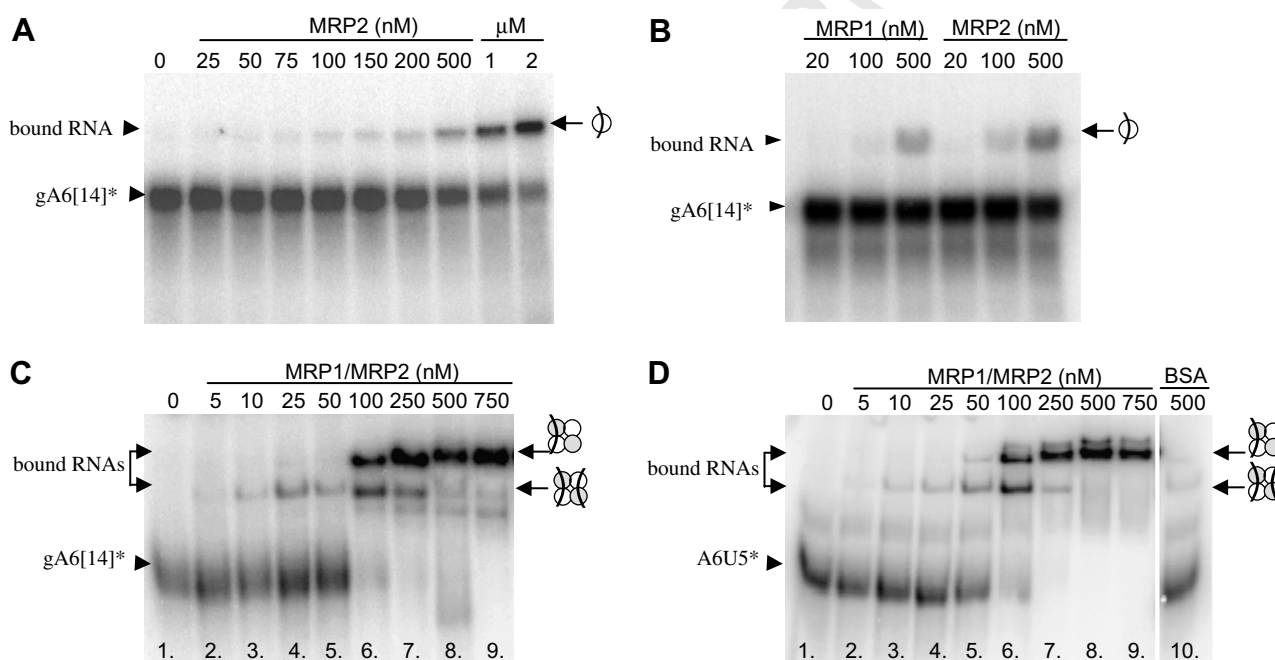 A
MRP2 (nM)
µM
0 25 50 75 100 150 200 500 1 2
bound RNA
gA6[14]*
B
MRP1 (nM) MRP2 (nM)
20 100 500 20 100 500
bound RNA
gA6[14]*
C
MRP1/MRP2 (nM)
0 5 10 25 50 100 250 500 750
bound RNAs
gA6[14]*
1. 2. 3. 4. 5. 6. 7. 8. 9.
D
MRP1/MRP2 (nM) BSA
0 5 10 25 50 100 250 500 750 500
bound RNAs
A6U5*
1. 2. 3. 4. 5. 6. 7. 8. 9. 10.